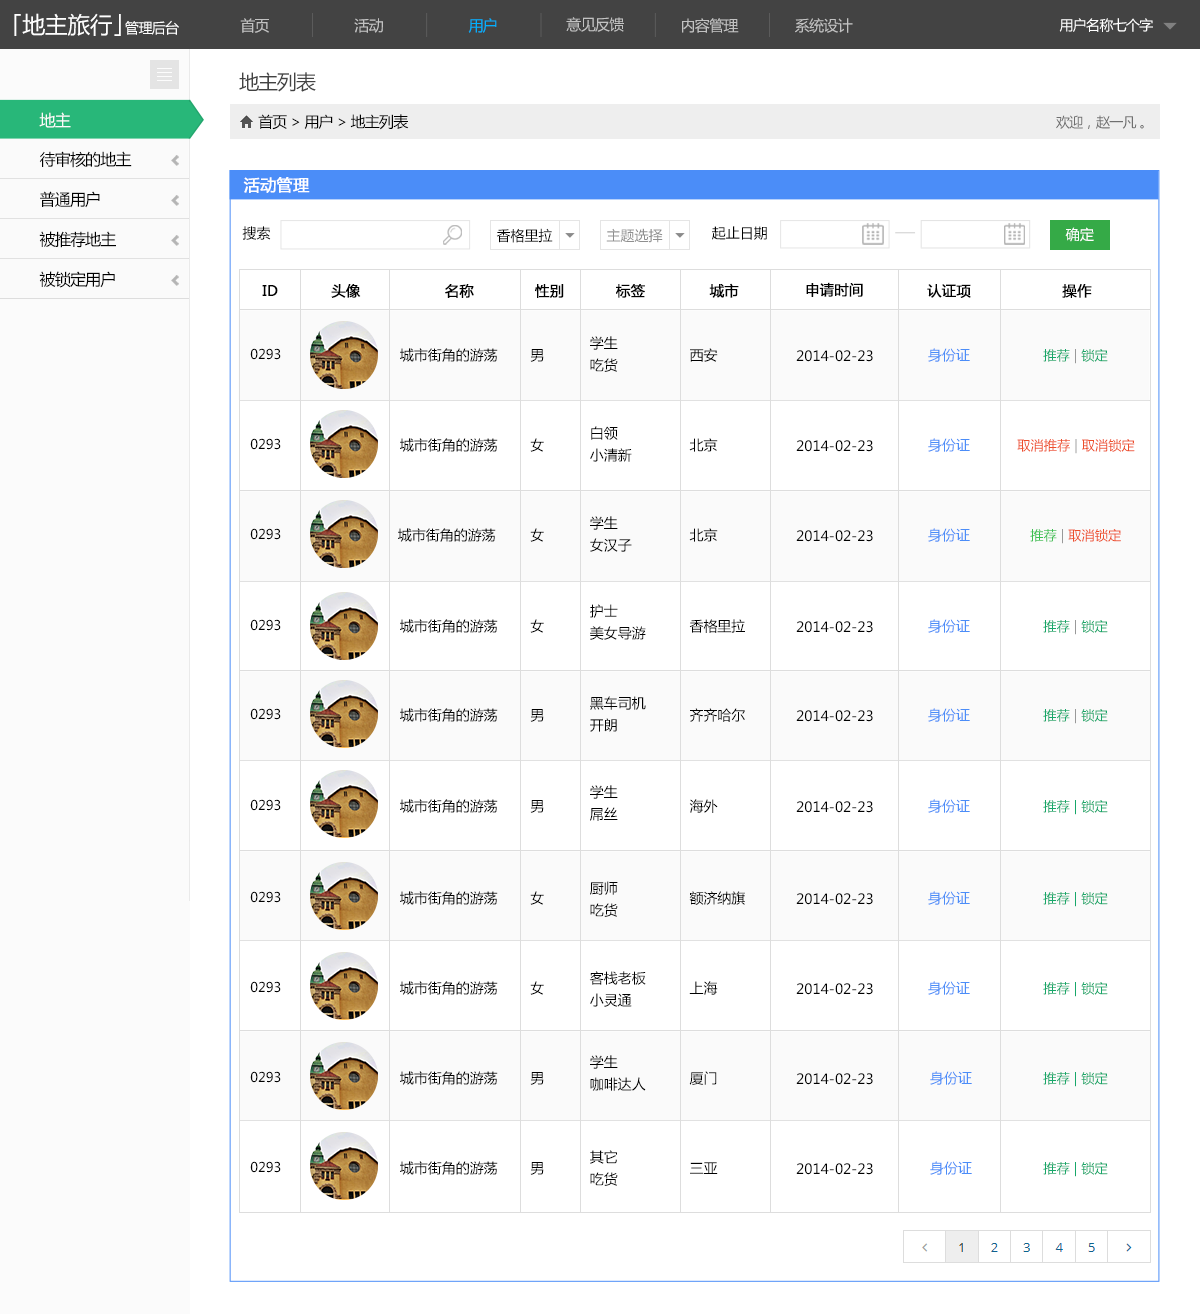 「地主旅行」管理后台 首页 活动 用户 意见反馈 内容管理 系统设计 用户名称七个字
地主列表
首页 > 用户 > 地主列表 欢迎，赵一凡 。
地主
待审核的地主
普通用户
被推荐地主
被锁定用户
活动管理
搜索 香格里拉 主题选择 起止日期 — 确定
ID 头像 名称 性别 标签 城市 申请时间 认证项 操作
0293 城市街角的游荡 男 学生 西安 2014-02-23 身份证 推荐 | 锁定
吃货
0293 城市街角的游荡 女 白领 北京 2014-02-23 身份证 取消推荐 | 取消锁定
小清新
0293 城市街角的游荡 女 学生 北京 2014-02-23 身份证 推荐 | 取消锁定
女汉子
0293 城市街角的游荡 女 护士 香格里拉 2014-02-23 身份证 推荐 | 锁定
美女导游
0293 城市街角的游荡 男 黑车司机 齐齐哈尔 2014-02-23 身份证 推荐 | 锁定
开朗
0293 城市街角的游荡 男 学生 海外 2014-02-23 身份证 推荐 | 锁定
屌丝
0293 城市街角的游荡 女 厨师 额济纳旗 2014-02-23 身份证 推荐 | 锁定
吃货
0293 城市街角的游荡 女 客栈老板 上海 2014-02-23 身份证 推荐 | 锁定
小灵通
0293 城市街角的游荡 男 学生 厦门 2014-02-23 身份证 推荐 | 锁定
咖啡达人
0293 城市街角的游荡 男 其它 三亚 2014-02-23 身份证 推荐 | 锁定
吃货
‹ 1 2 3 4 5 ›